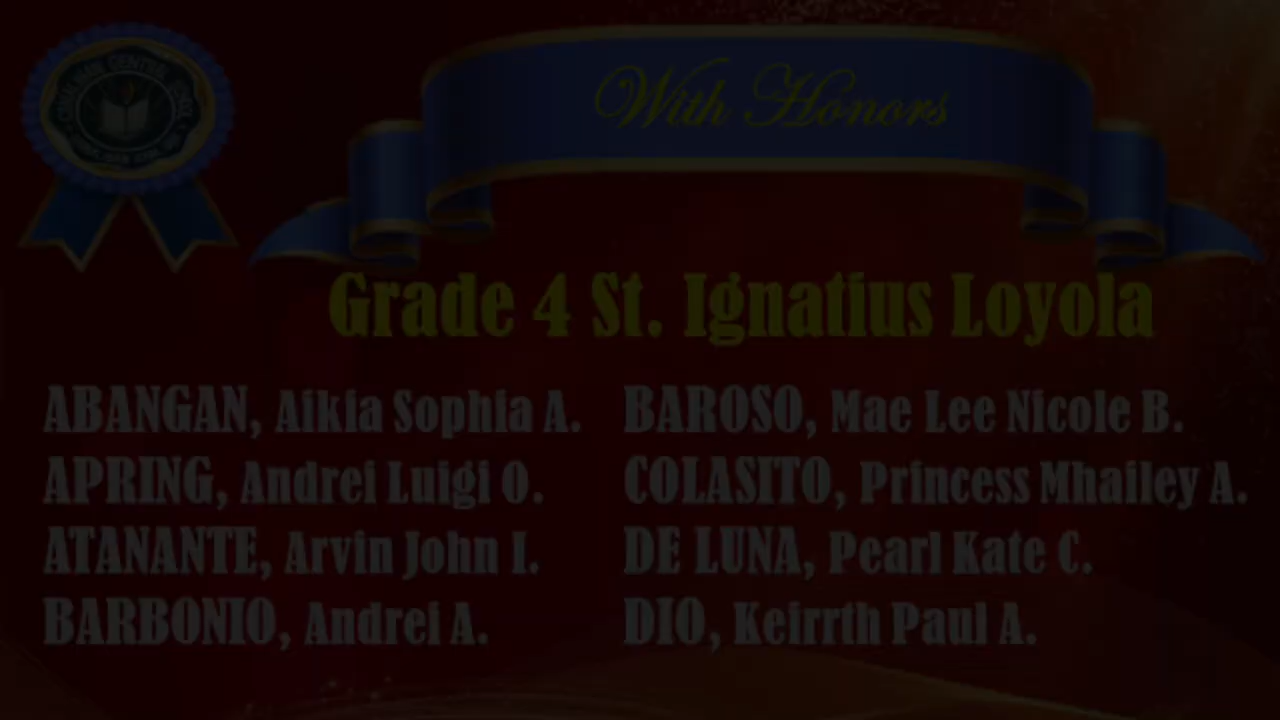 With Honors
Grade 4 St. Ignatius Loyola
ABANGAN, Aikia Sophia A.
APRING, Andrei Luigi O.
ATANANTE, Arvin John I.
BARBONIO, Andrei A.
BAROSO, Mae Lee Nicole B.
COLASITO, Princess Mhailey A.
DE LUNA, Pearl Kate C.
DIO, Keirrth Paul A.